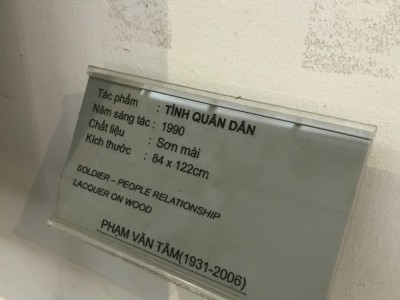 Tác phẩm : TÌNH QUÂN DÂN
Năm sáng tác : 1990
Chất liệu : Sơn mài
Kích thước : 84 x 122cm
SOLDIER – PEOPLE RELATIONSHIP
LACQUER ON WOOD
PHẠM VĂN TÂM(1931-2006)